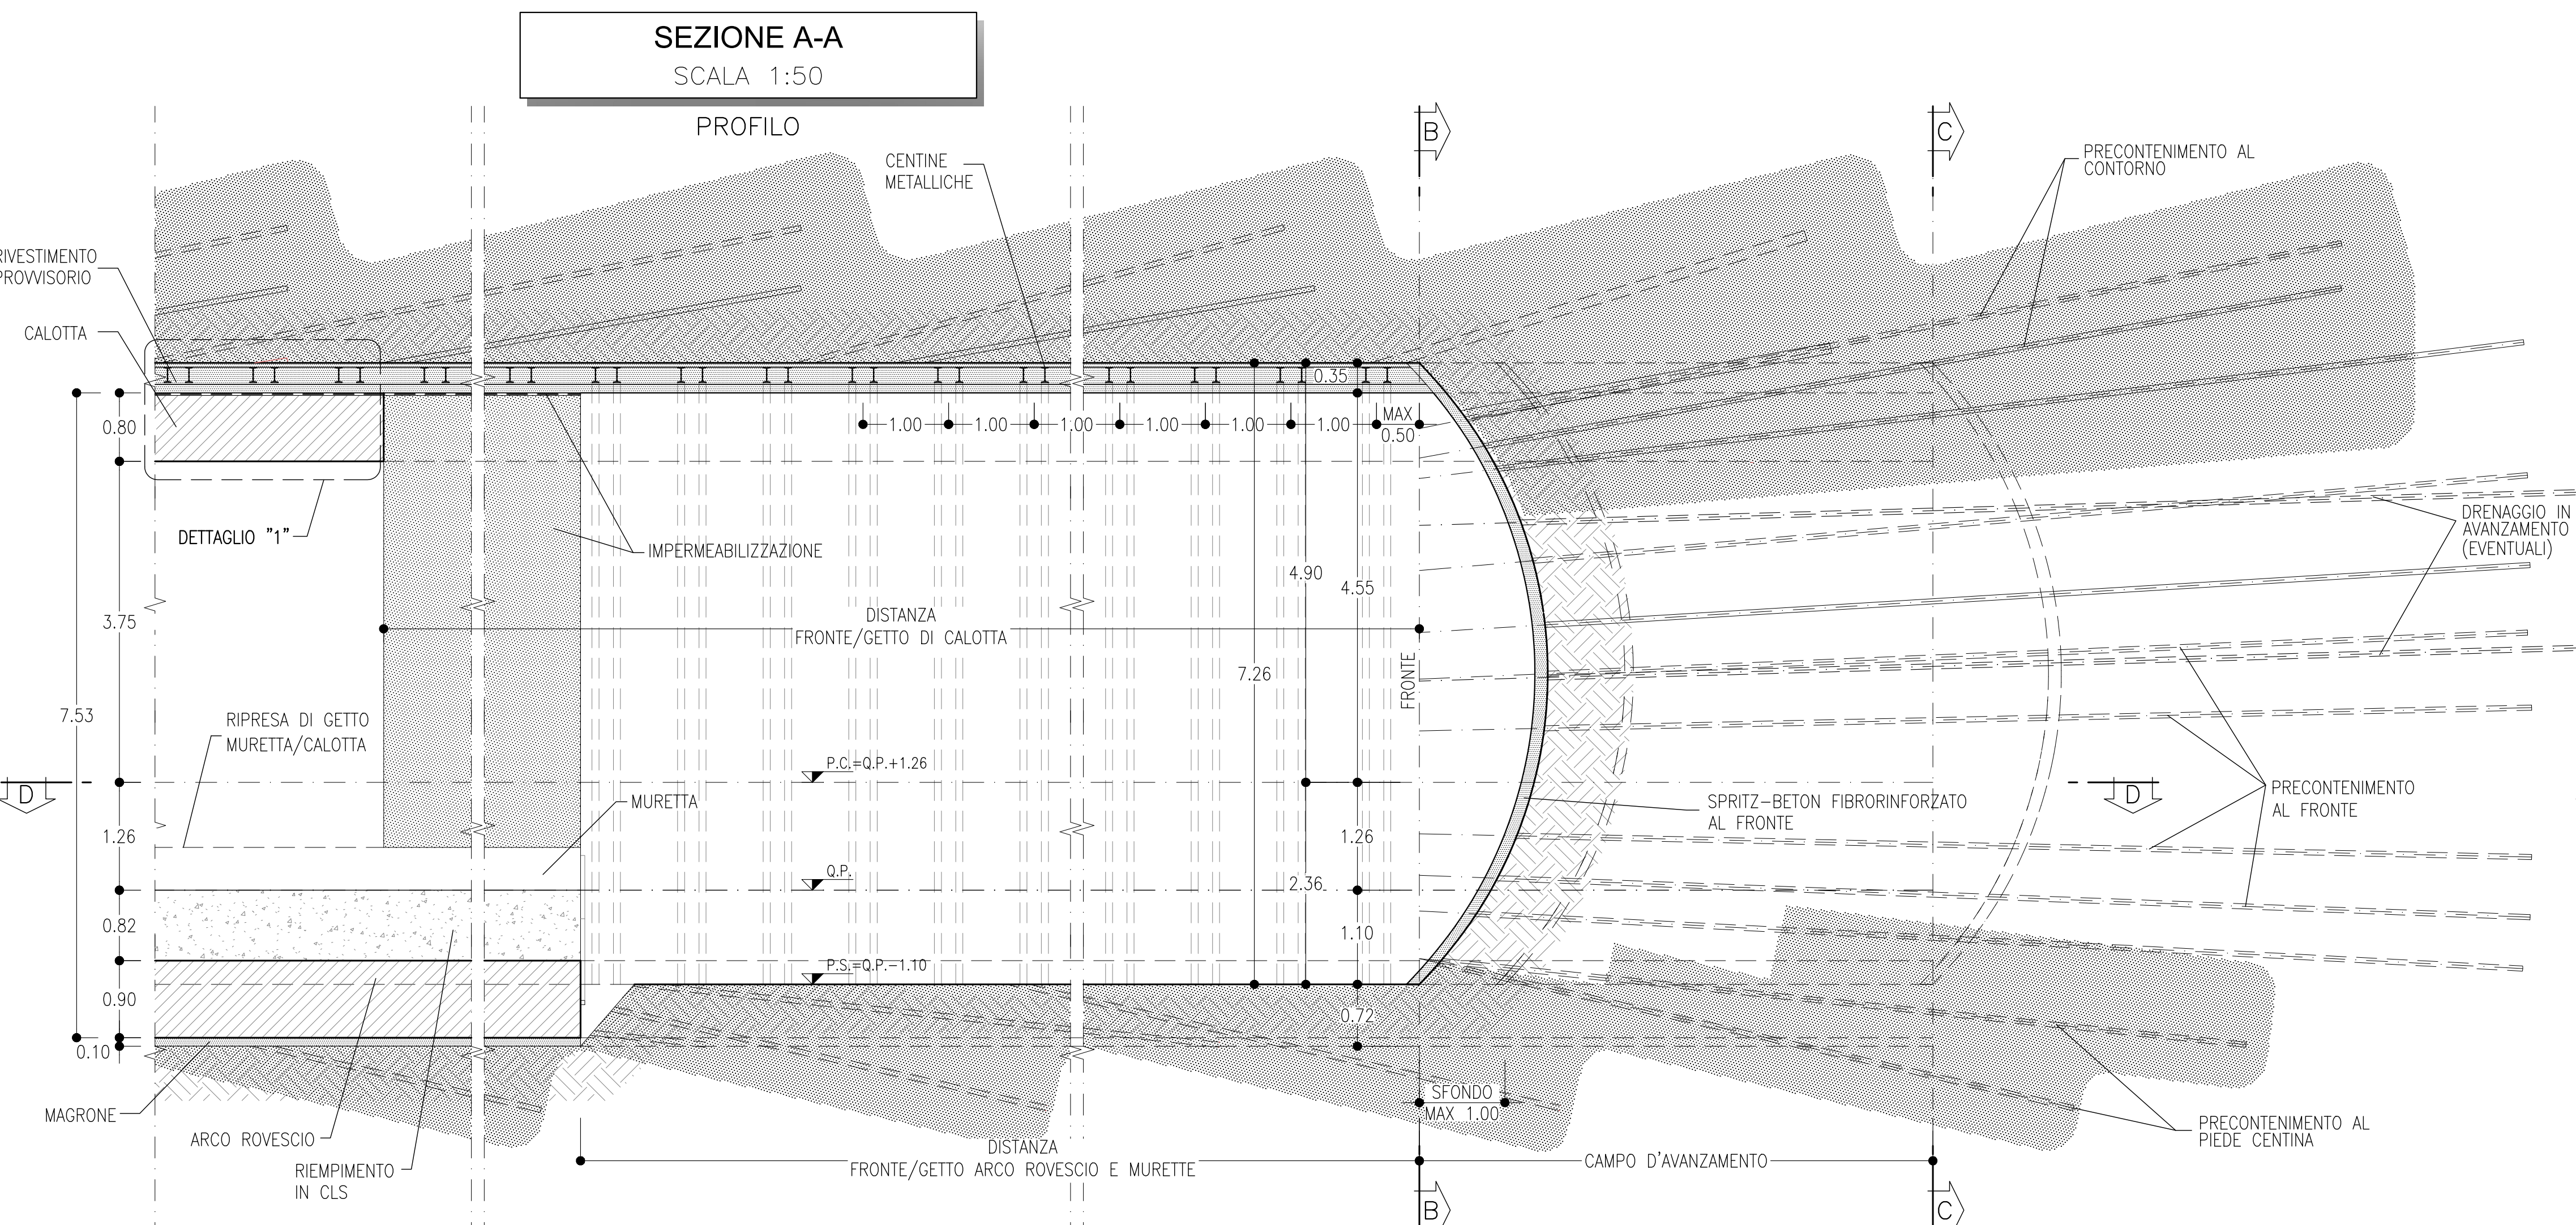 SEZIONE A-A
SCALA 1:50
PROFILO
B
C
CENTINE
METALLICHE
PRECONTENIMENTO AL
CONTORNO
RIVESTIMENTO
PROVVISORIO
CALOTTA
0.35
0.80
1.00
1.00
1.00
1.00
1.00
1.00
MAX
0.50
DETTAGLIO "1"
IMPERMEABILIZZAZIONE
DRENAGGIO IN
AVANZAMENTO
(EVENTUALI)
4.90
4.55
3.75
DISTANZA
FRONTE/GETTO DI CALOTTA
7.26
FRONTE
7.53
RIPRESA DI GETTO
MURETTA/CALOTTA
P.C.=Q.P.+1.26
D
MURETTA
SPRITZ-BETON FIBRORINFORZATO
AL FRONTE
D
PRECONTENIMENTO
AL FRONTE
1.26
1.26
Q.P.
2.36
0.82
1.10
P.S.=Q.P.-1.10
0.90
0.72
0.10
SFONDO
MAX 1.00
MAGRONE
ARCO ROVESCIO
RIEMPIMENTO
IN CLS
DISTANZA
FRONTE/GETTO ARCO ROVESCIO E MURETTE
CAMPO D'AVANZAMENTO
PRECONTENIMENTO AL
PIEDE CENTINA
B
C